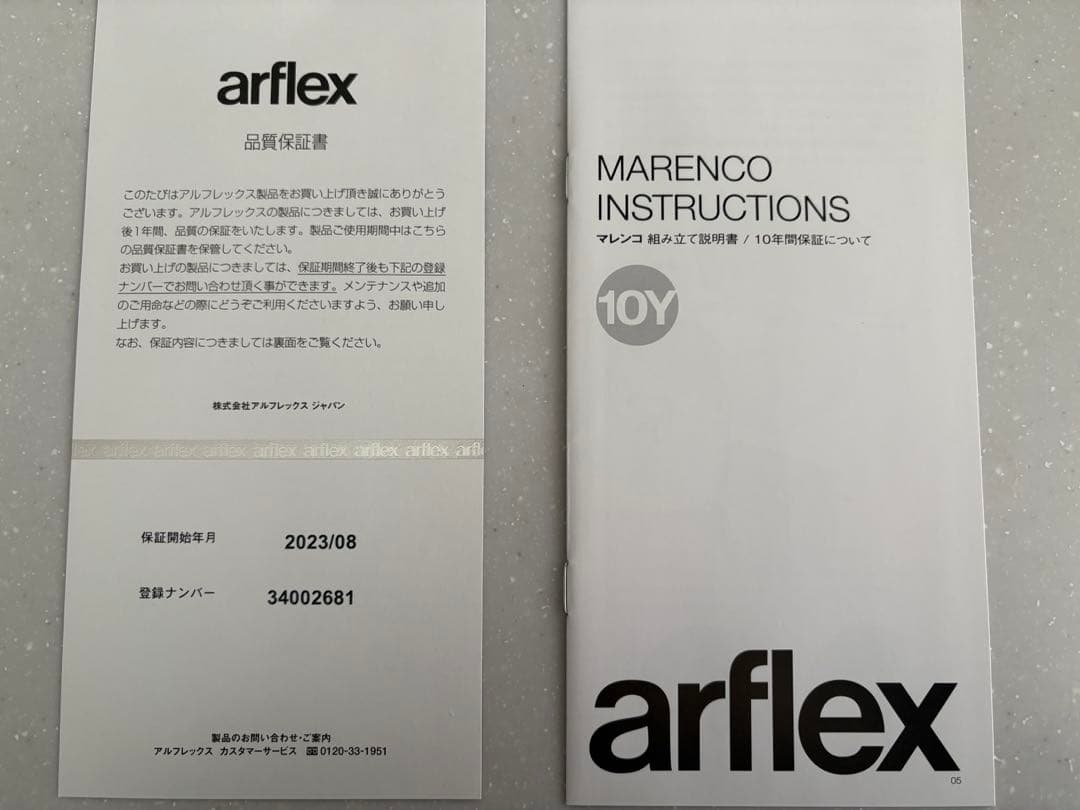 arflex
品質保証書
このたびはアルフレックス製品をお買い上げ頂き誠にありがとう
ございます。アルフレックスの製品につきましては、お買い上げ
後1年間、品質の保証をいたします。製品ご使用期間中はこちら
の品質保証書を保管してください。
お買い上げの製品につきましては、保証期間終了後も下記の登録
ナンバーでお問い合わせ頂く事ができます。メンテナンスや追加
のご用命などの際にどうぞご利用くださいますよう、お願い申し
上げます。
なお、保証内容につきましては裏面をご覧ください。
株式会社アルフレックス ジャパン
lex arflex arflex arflex arflex arflex arflex arflex arfl
保証開始年月 2023/08
登録ナンバー 34002681
製品のお問い合わせ・ご案内
アルフレックス カスタマーサービス 0120-33-1951
MARENCO
INSTRUCTIONS
マレンコ 組み立て説明書 / 10年間保証について
10Y
arflex
05